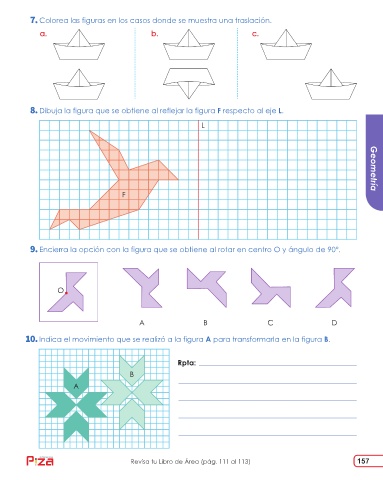 7. Colorea las figuras en los casos donde se muestra una traslación.
a. b. c.
8. Dibuja la figura que se obtiene al reflejar la figura F respecto al eje L.
L
F
Geometría
9. Encierra la opción con la figura que se obtiene al rotar en centro O y ángulo de 90°.
O
A B C D
10. Indica el movimiento que se realizó a la figura A para transformarla en la figura B.
Rpta:
B
A
Piza
Revisa tu Libro de Área (pág. 111 al 113)
157